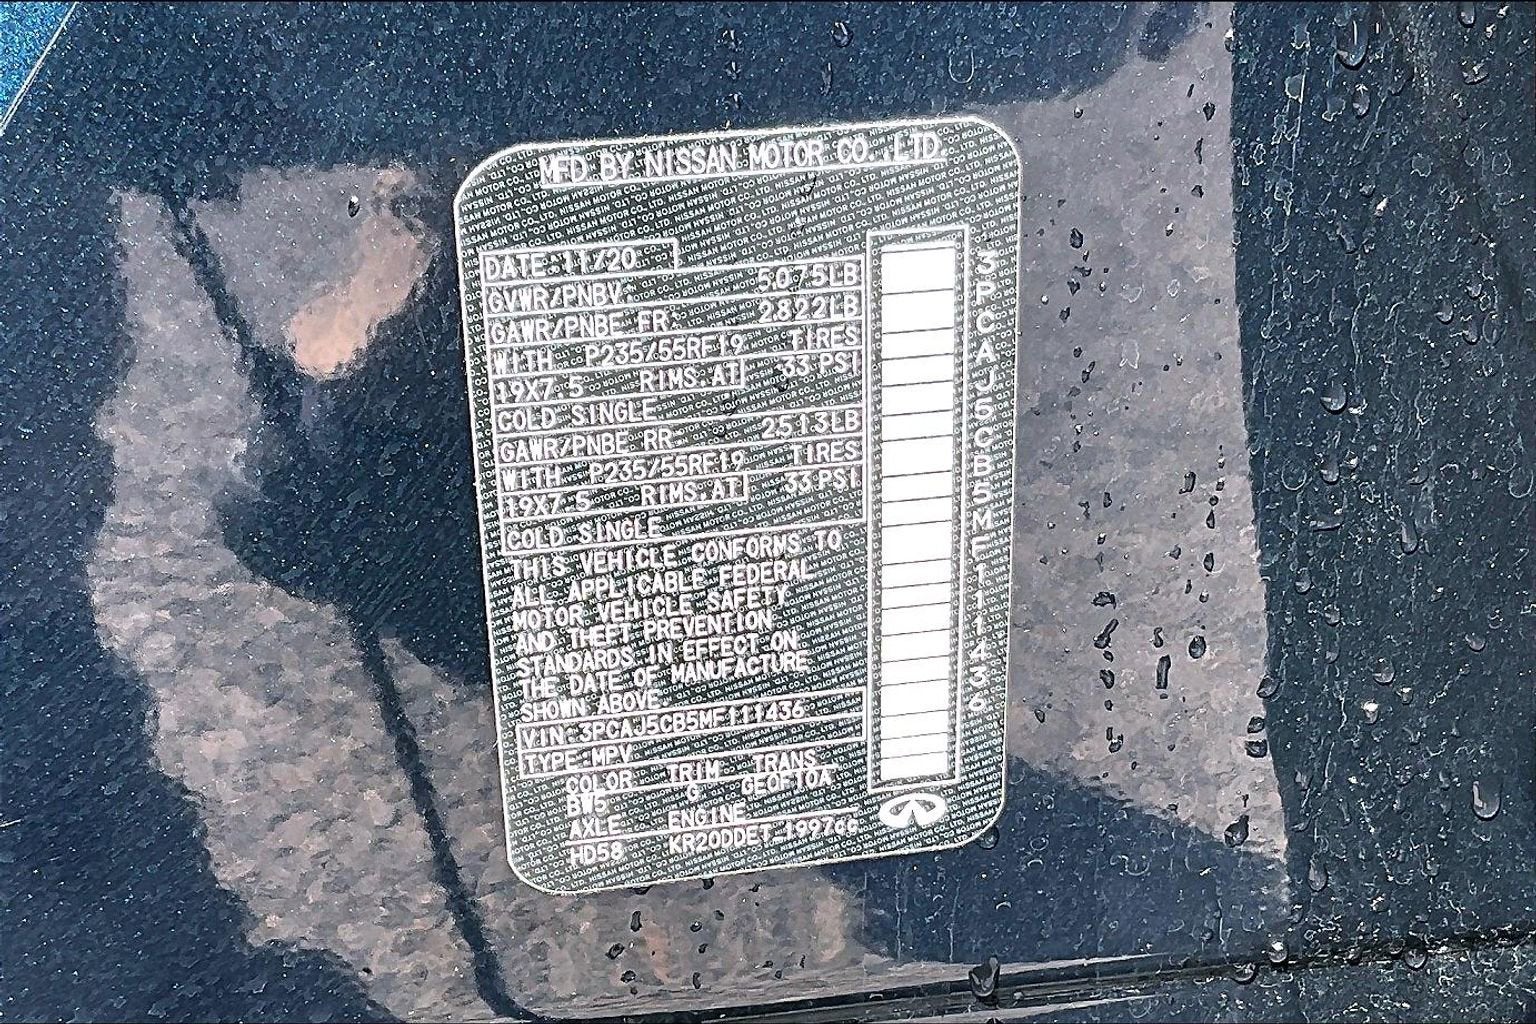 MFD BY NISSAN MOTOR CO.,LTD.
DATE:11/20
GVWR/PNBV: 5075LB
GAWR/PNBE FR. 2822LB
WITH P235/55RF19 TIRES
19X7.5 RIMS.AT 33 PSI
COLD SINGLE
GAWR/PNBE RR 2513LB
WITH P235/55RF19 TIRES
19X7.5 RIMS.AT 33 PSI
COLD SINGLE
THIS VEHICLE CONFORMS TO
ALL APPLICABLE FEDERAL
MOTOR VEHICLE SAFETY
AND THEFT PREVENTION
STANDARDS IN EFFECT ON
THE DATE OF MANUFACTURE
SHOWN ABOVE.
VIN:3PCAJ5CB5MF111436
TYPE:MPV
COLOR TRIM TRANS
BW5 G GEOF10A
AXLE ENGINE
HD58 KR20DDET 1997cc
3PCAJ5CB5MF111436